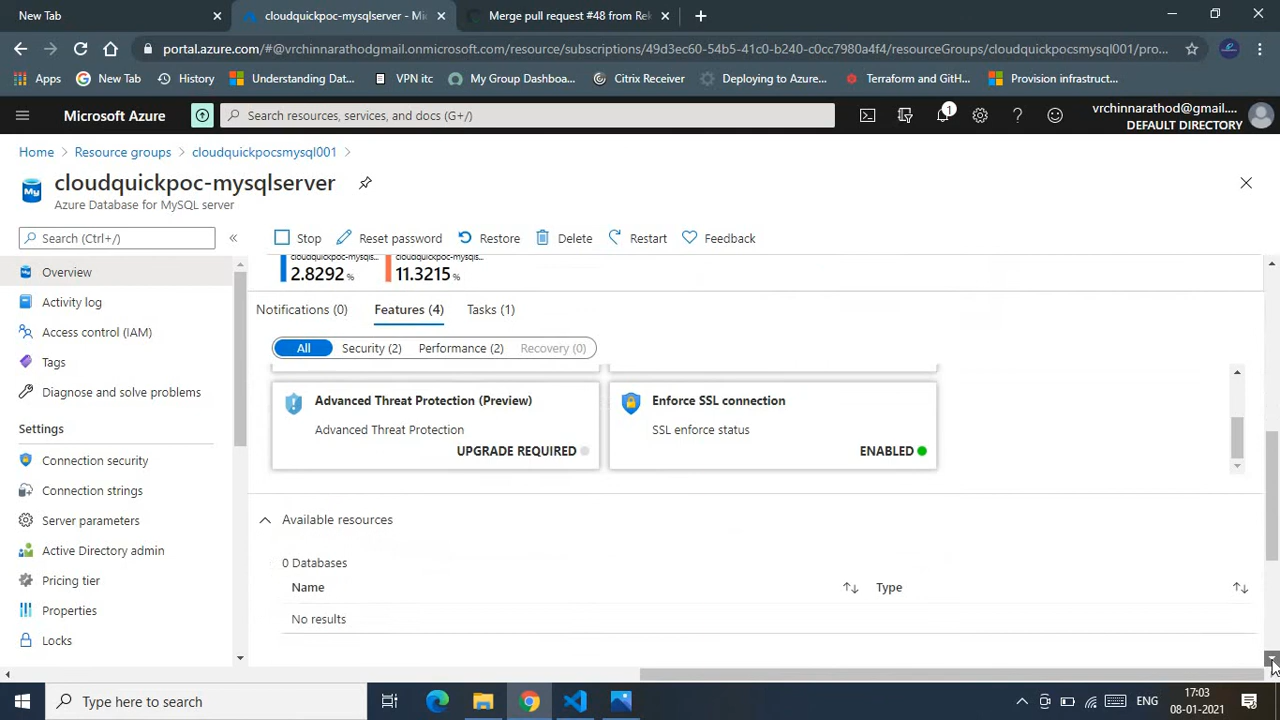 New Tab
cloudquickpoc-mysqlserver - Mi
Merge pull request #48 from Rek
portal.azure.com/#@vrchinnarathodgmail.onmicrosoft.com/resource/subscriptions/49d3ec60-54b5-41c0-b240-c0cc7980a4f4/resourceGroups/cloudquickpocsmysql001/pro...
Apps
New Tab
History
Understanding Dat...
VPN itc
My Group Dashboa...
Citrix Receiver
Deploying to Azure...
Terraform and GitH...
Provision infrastruct...
Microsoft Azure
Search resources, services, and docs (G+/)
1
vrchinnarathod@gmail....
DEFAULT DIRECTORY
Home > Resource groups > cloudquickpocsmysql001 >
My
cloudquickpoc-mysqlserver
Azure Database for MySQL server
Search (Ctrl+/)
«
Stop
Reset password
Restore
Delete
Restart
Feedback
Overview
Activity log
Access control (IAM)
Tags
Diagnose and solve problems
Settings
Connection security
Connection strings
Server parameters
Active Directory admin
Pricing tier
Properties
Locks
cloudquickpoc-mysqls...
2.8292 %
cloudquickpoc-mysqls...
11.3215 %
Notifications (0)
Features (4)
Tasks (1)
All
Security (2)
Performance (2)
Recovery (0)
Advanced Threat Protection (Preview)
Advanced Threat Protection
UPGRADE REQUIRED
Enforce SSL connection
SSL enforce status
ENABLED
Available resources
0 Databases
Name
Type
No results
Type here to search
ENG
17:03
08-01-2021